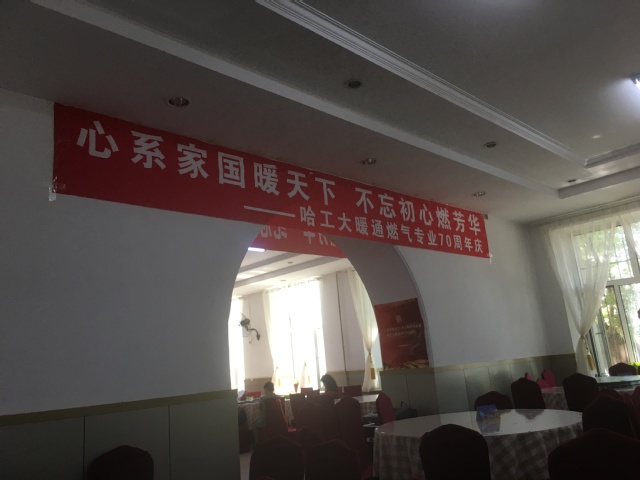 心系家国暖天下 不忘初心燃芳华
——哈工大暖通燃气专业70周年庆